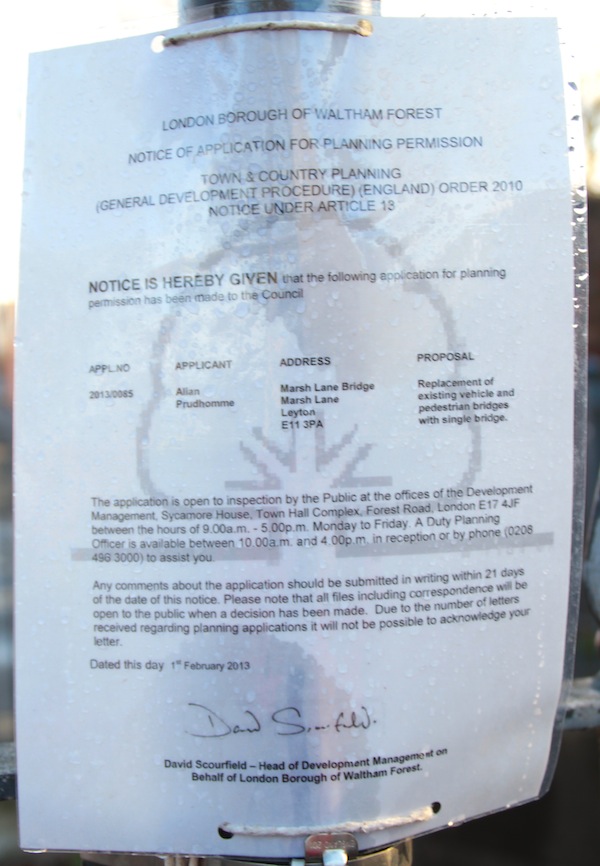 LONDON BOROUGH OF WALTHAM FOREST
NOTICE OF APPLICATION FOR PLANNING PERMISSION
TOWN & COUNTRY PLANNING
(GENERAL DEVELOPMENT PROCEDURE) (ENGLAND) ORDER 2010
NOTICE UNDER ARTICLE 13
NOTICE IS HEREBY GIVEN that the following application for planning
permission has been made to the Council
APPL.NO APPLICANT ADDRESS PROPOSAL
2013/0085 Allan Marsh Lane Bridge Replacement of
Prudhomme Marsh Lane existing vehicle and
Leyton pedestrian bridges
E11 3PA with single bridge.
The application is open to inspection by the Public at the offices of the Development
Management, Sycamore House, Town Hall Complex, Forest Road, London E17 4JF
between the hours of 9.00a.m. - 5.00p.m. Monday to Friday. A Duty Planning
Officer is available between 10.00a.m. and 4.00p.m. in reception or by phone (0208
496 3000) to assist you.
Any comments about the application should be submitted in writing within 21 days
of the date of this notice. Please note that all files including correspondence will be
open to the public when a decision has been made. Due to the number of letters
received regarding planning applications it will not be possible to acknowledge your
letter.
Dated this day 1st February 2013
David Scourfield – Head of Development Management on
Behalf of London Borough of Waltham Forest.